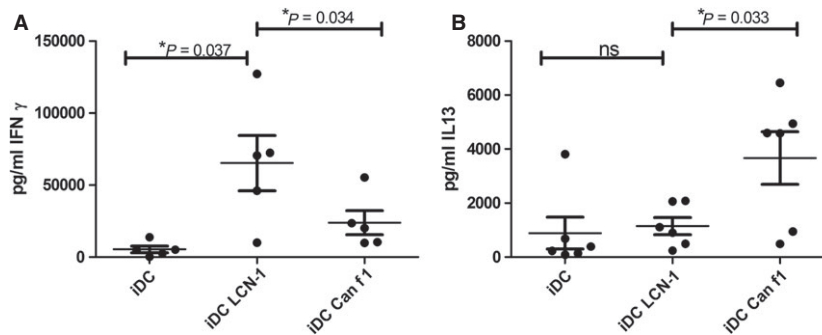 A
*P = 0.037
*P = 0.034
pg/ml IFN γ
150000
100000
50000
0
iDC
iDC LCN-1
iDC Can f1
B
ns
*P = 0.033
pg/ml IL13
8000
6000
4000
2000
0
iDC
iDC LCN-1
iDC Can f1